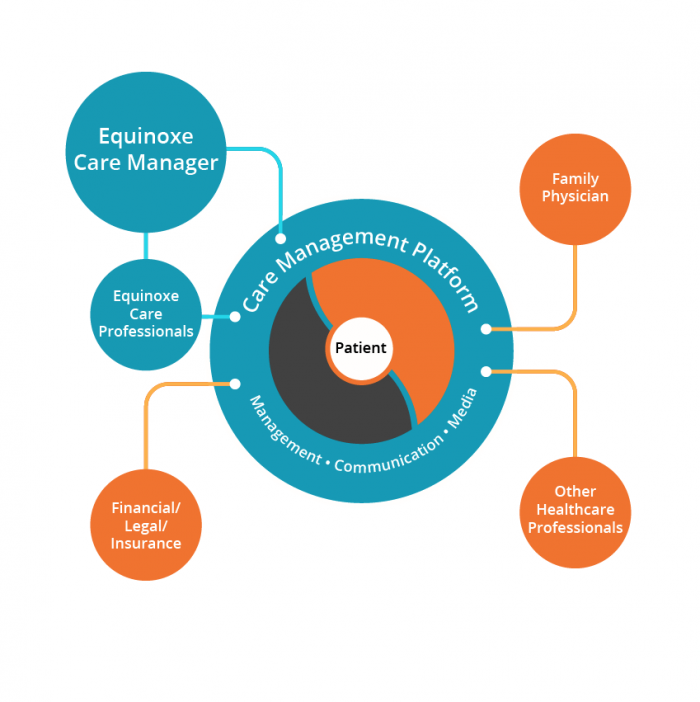 Equinoxe
Care Manager
Family
Physician
Care Management Platform
Equinoxe
Care
Professionals
Patient
Management • Communication • Media
Financial/
Legal/
Insurance
Other
Healthcare
Professionals